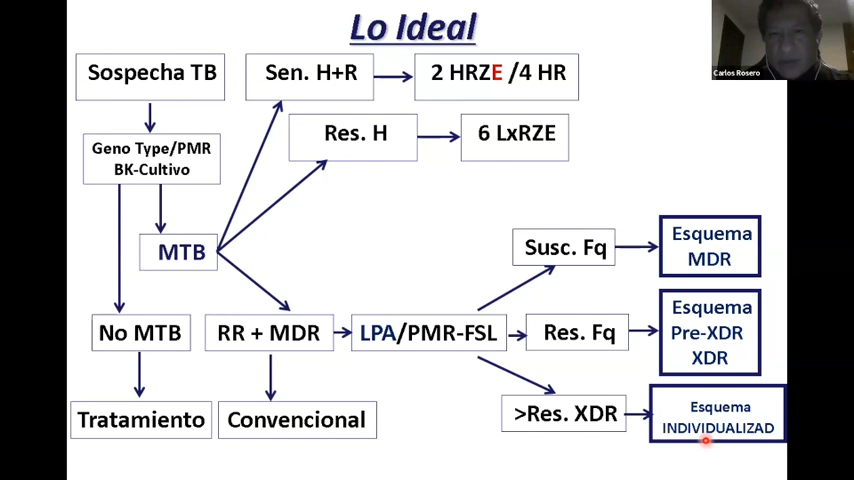 Lo Ideal
Carlos Rosero
Sospecha TB
Sen. H+R
2 HRZE /4 HR
Geno Type/PMR
BK-Cultivo
Res. H
6 LxRZE
MTB
Susc. Fq
Esquema
MDR
No MTB
RR + MDR
LPA/PMR-FSL
Res. Fq
Esquema
Pre-XDR
XDR
Tratamiento
Convencional
>Res. XDR
Esquema
INDIVIDUALIZAD